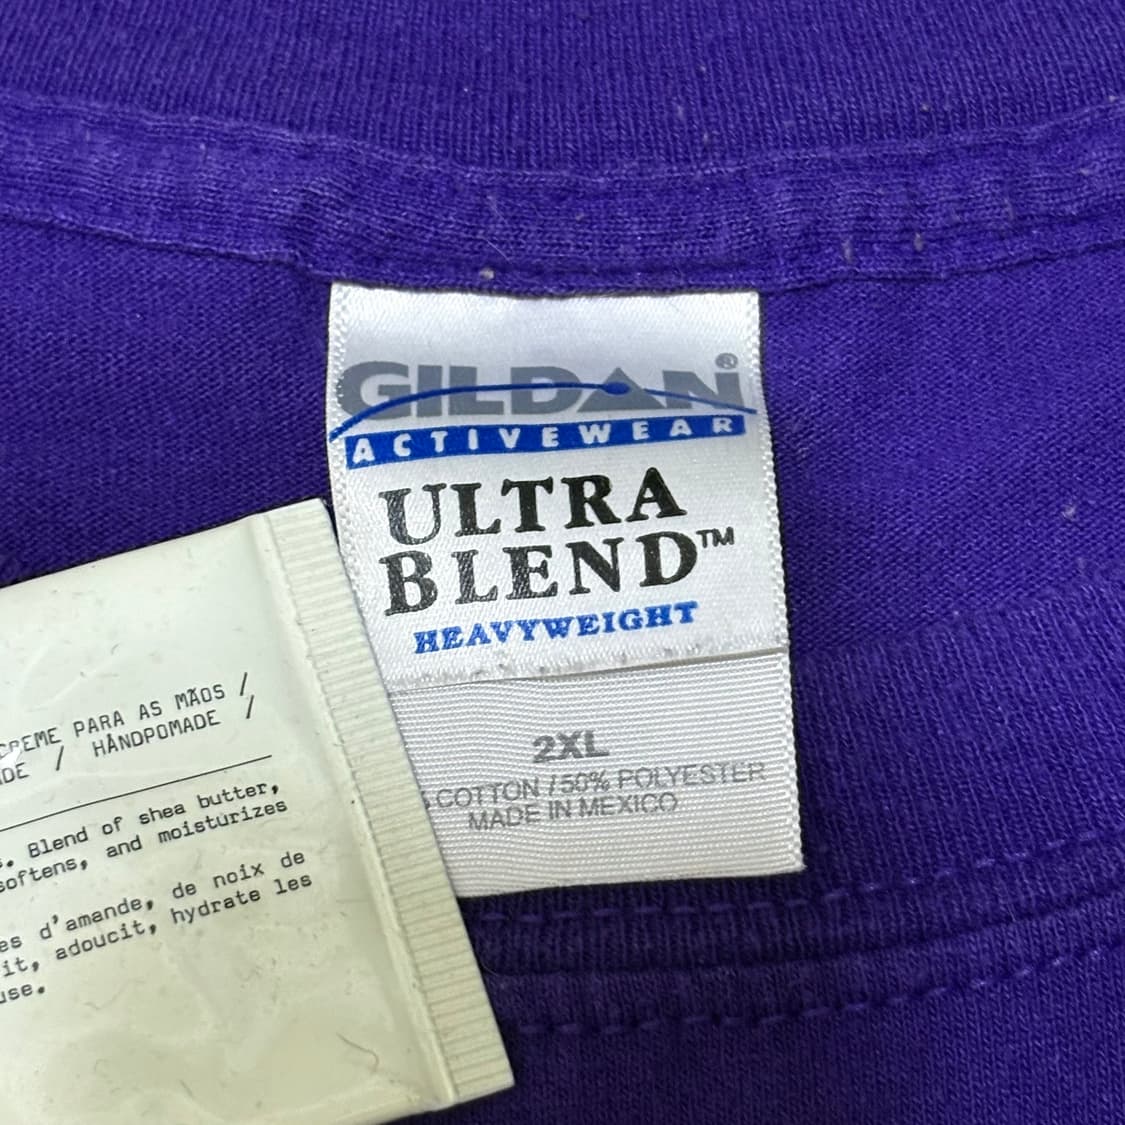 GILDAN®
ACTIVEWEAR
ULTRA
BLEND™
HEAVYWEIGHT
2XL
COTTON / 50% POLYESTER
MADE IN MEXICO
CREME PARA AS MÃOS /
/ HÅNDPOMADE /
. Blend of shea butter,
softens, and moisturizes
d'amande, de noix de
adoucit, hydrate les